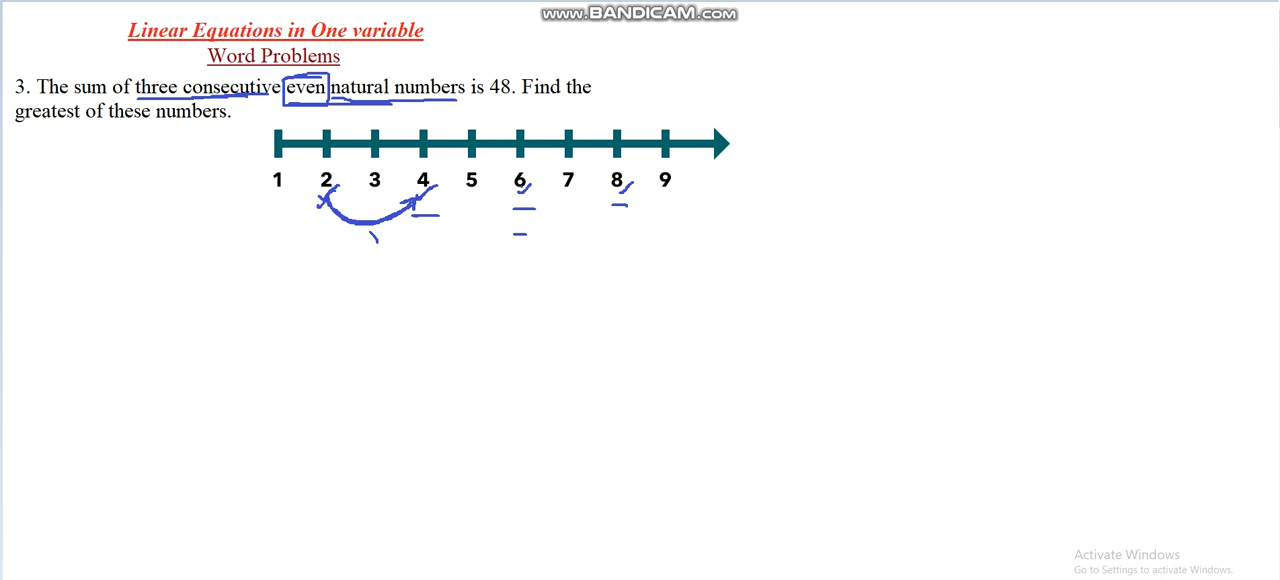 www.BANDICAM.com
Linear Equations in One variable
Word Problems
3. The sum of three consecutive even natural numbers is 48. Find the
greatest of these numbers.
1 2 3 4 5 6 7 8 9
Activate Windows
Go to Settings to activate Windows.